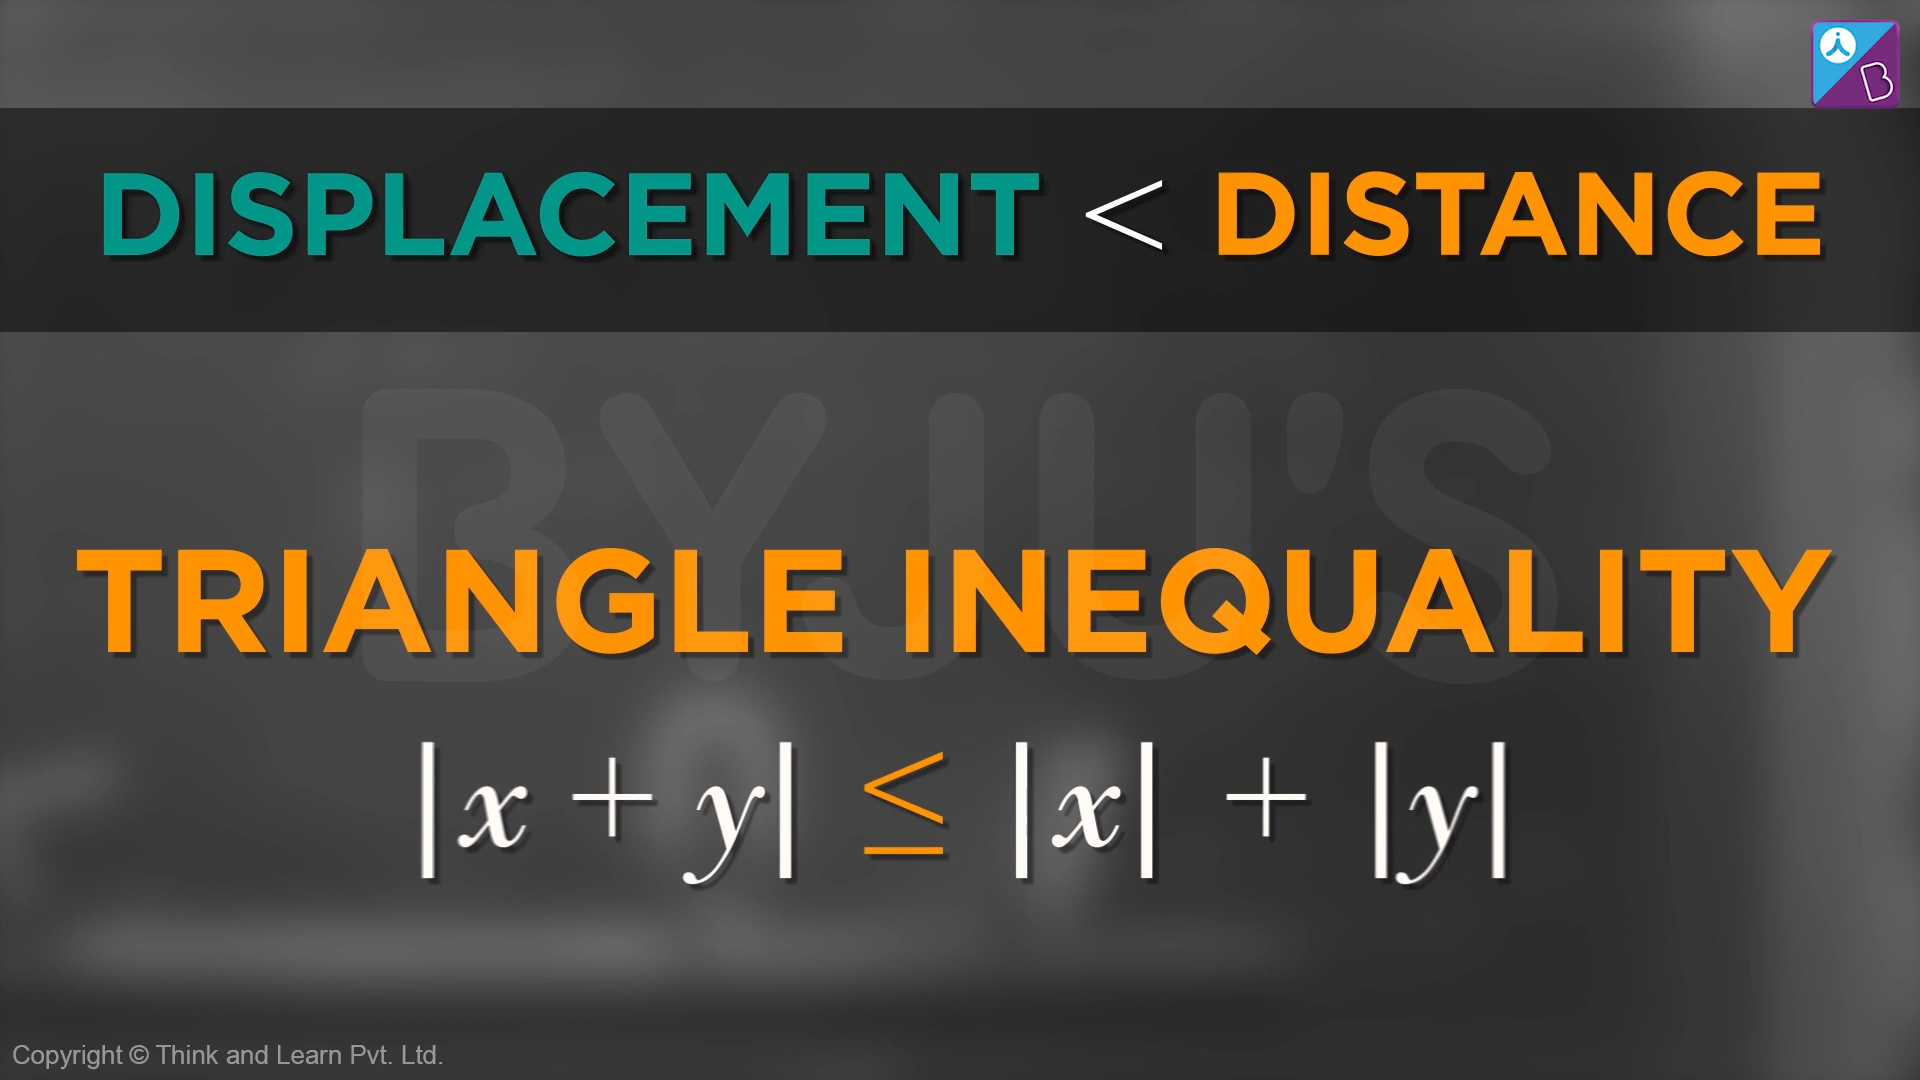 B
DISPLACEMENT < DISTANCE
BYJU'S
TRIANGLE INEQUALITY
|x + y| ≤ |x| + |y|
Copyright © Think and Learn Pvt. Ltd.